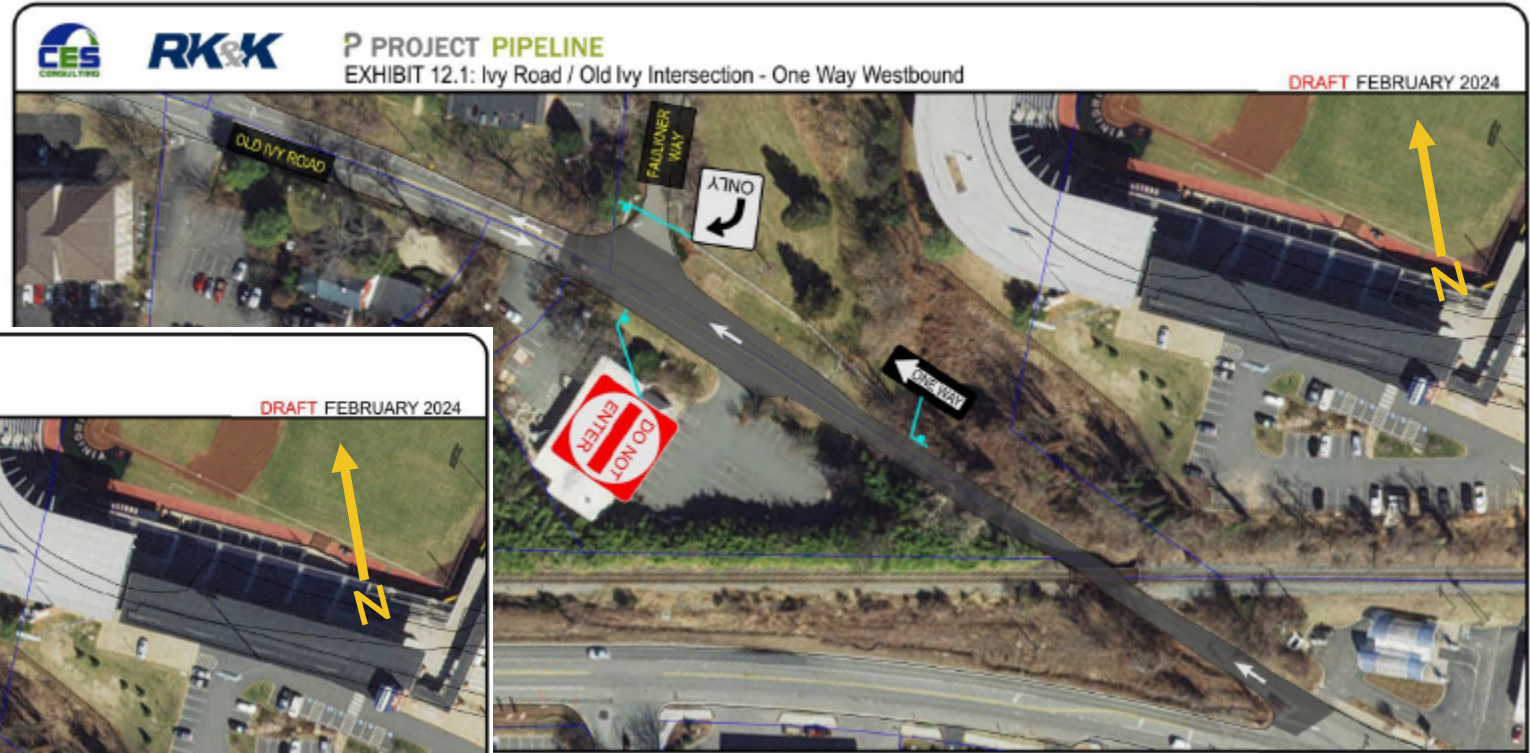 CES
CONSULTING
RK&K
PROJECT PIPELINE
EXHIBIT 12.1: Ivy Road / Old Ivy Intersection - One Way Westbound
DRAFT FEBRUARY 2024
OLD IVY ROAD
FAULKNER
WAY
ONLY
N
ONE WAY
DO NOT
ENTER
DRAFT FEBRUARY 2024
N